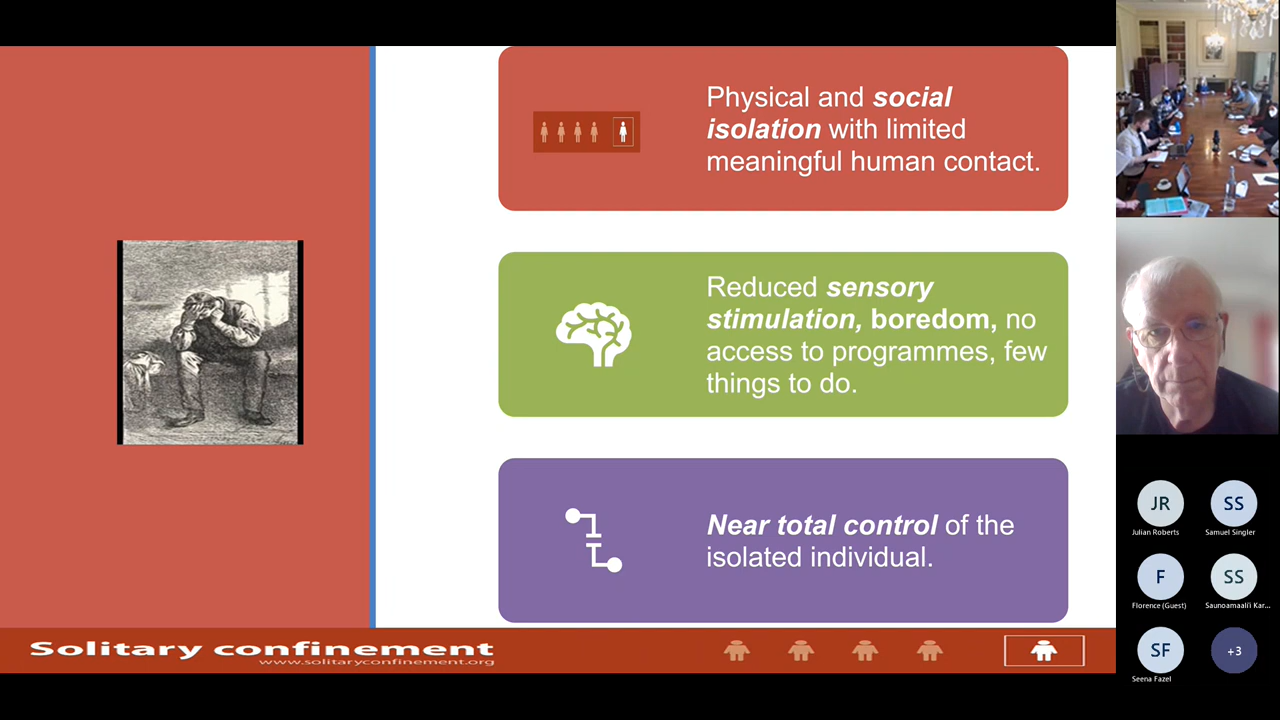 Physical and social
isolation with limited
meaningful human contact.
Reduced sensory
stimulation, boredom, no
access to programmes, few
things to do.
Near total control of the
isolated individual.
Solitary confinement
www.solitaryconfinement.org
JR
Julian Roberts
SS
Samuel Singler
F
Florence (Guest)
SS
Saunoamaali'i Kar...
SF
Seena Fazel
+3